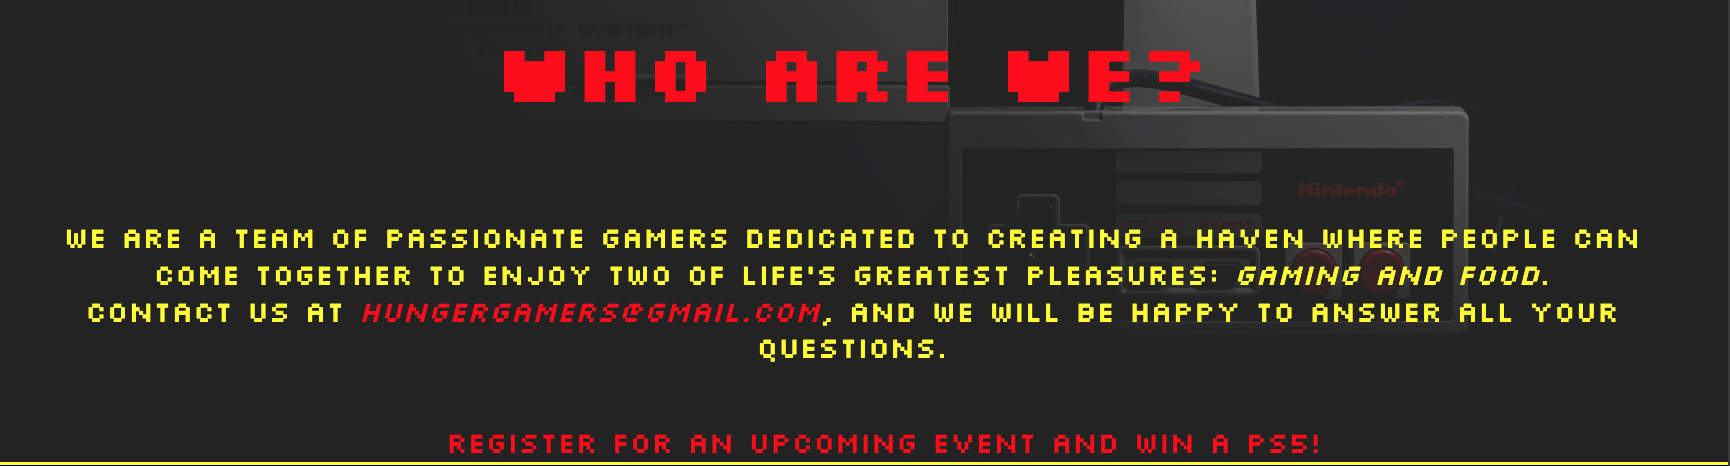 SYSTEM™
WHO ARE WE?
Nintendo®
WE ARE A TEAM OF PASSIONATE GAMERS DEDICATED TO CREATING A HAVEN WHERE PEOPLE CAN
COME TOGETHER TO ENJOY TWO OF LIFE'S GREATEST PLEASURES: GAMING AND FOOD.
CONTACT US AT HUNGERGAMERS@GMAIL.COM, AND WE WILL BE HAPPY TO ANSWER ALL YOUR
QUESTIONS.
REGISTER FOR AN UPCOMING EVENT AND WIN A PS5!